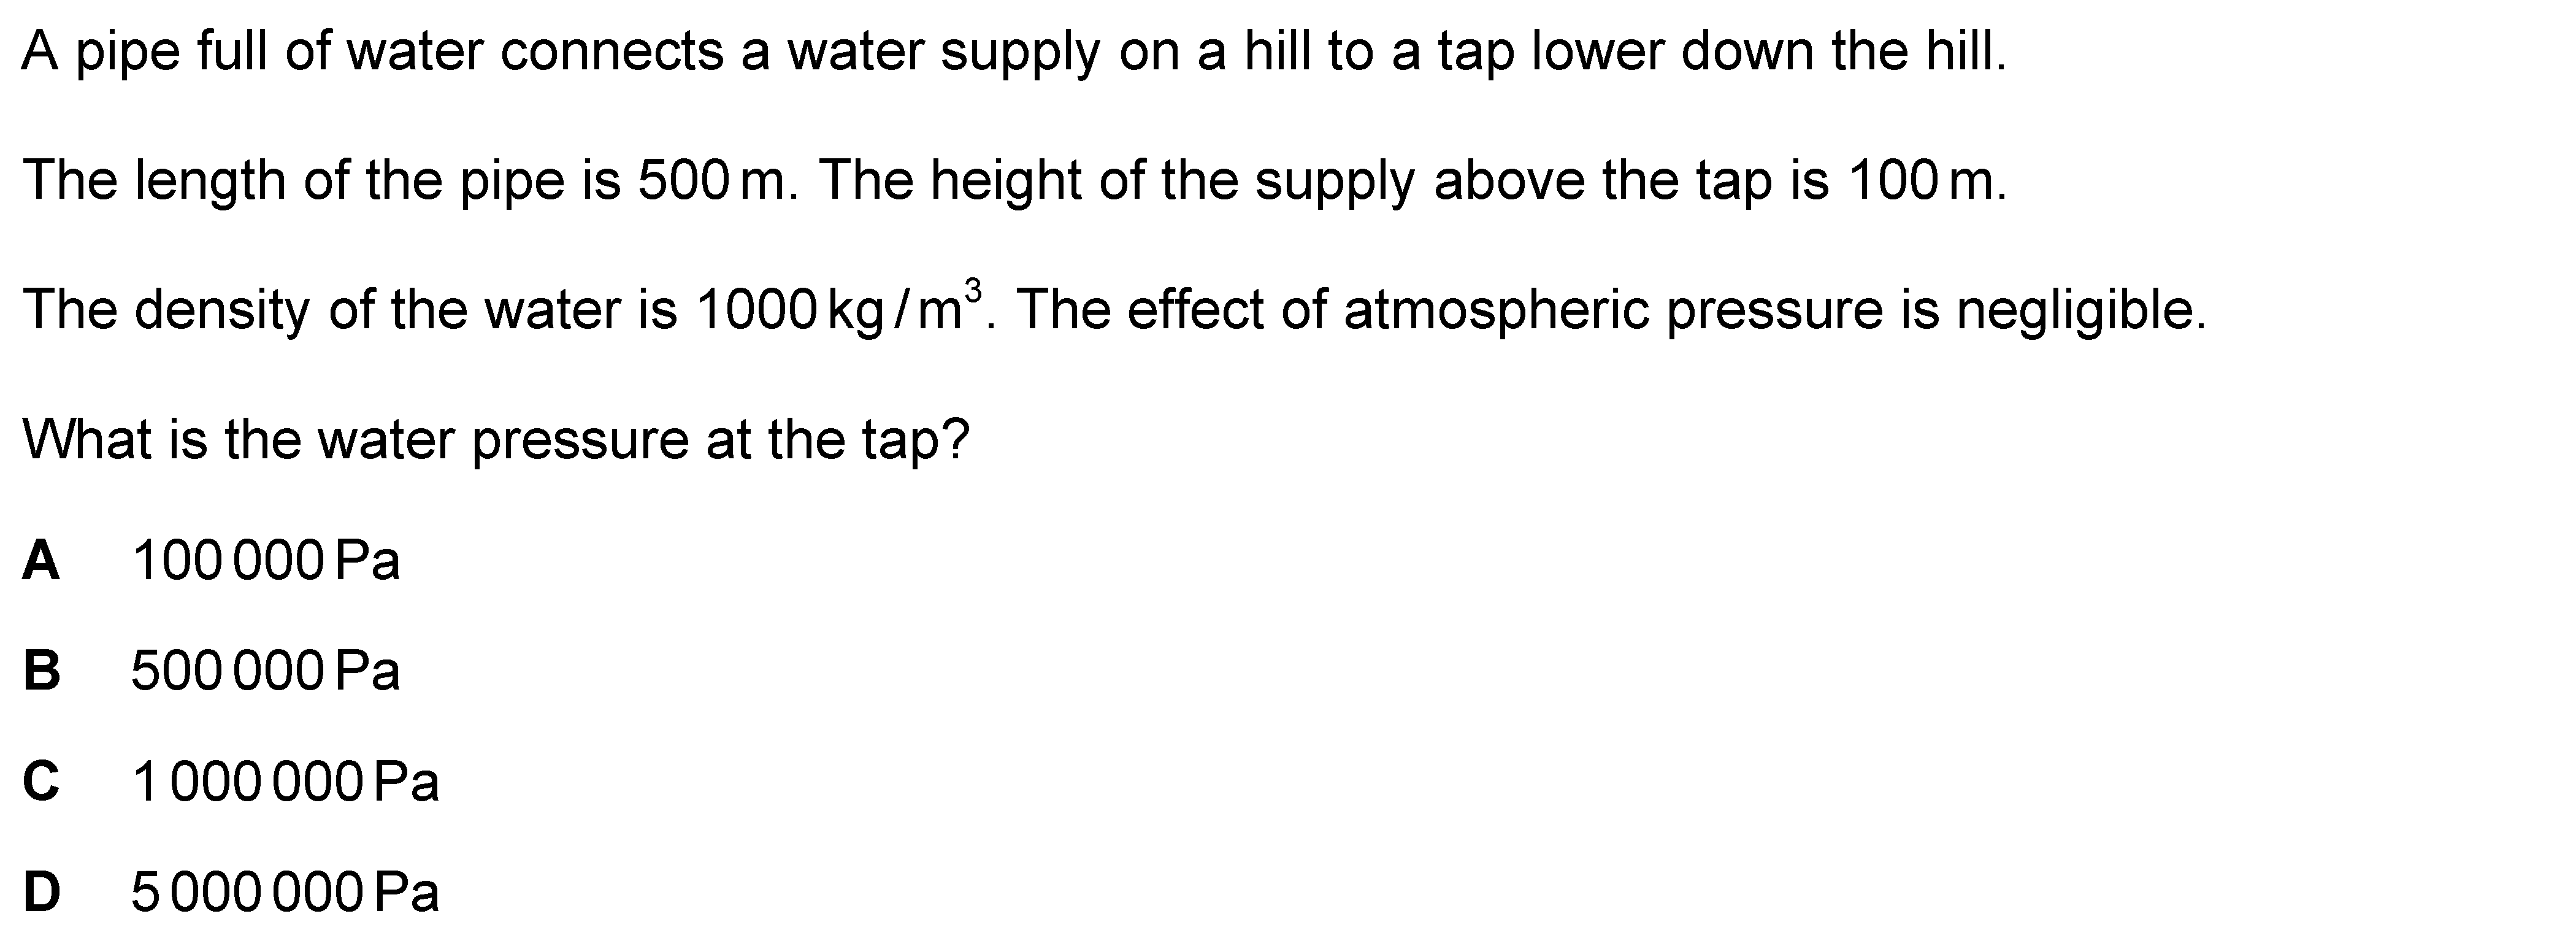 A pipe full of water connects a water supply on a hill to a tap lower down the hill.
The length of the pipe is 500 m. The height of the supply above the tap is 100 m.
The density of the water is 1000 kg / m³. The effect of atmospheric pressure is negligible.
What is the water pressure at the tap?
A 100 000 Pa
B 500 000 Pa
C 1 000 000 Pa
D 5 000 000 Pa